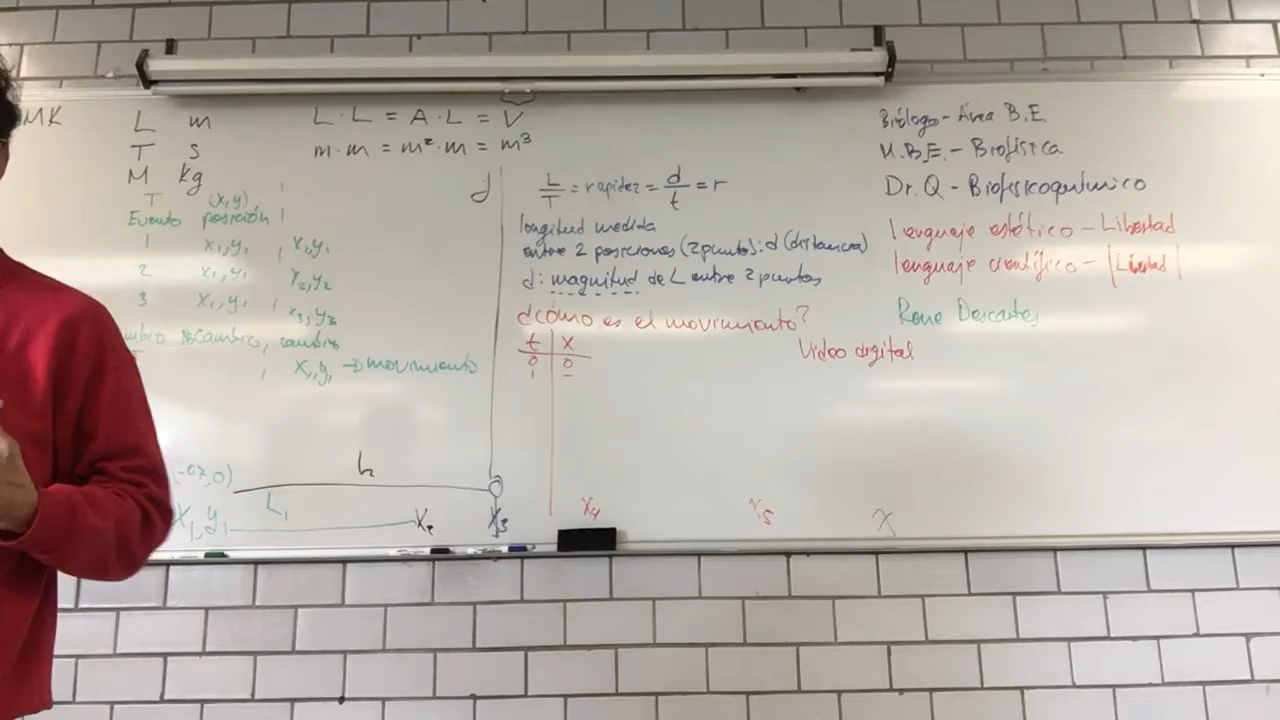 MK
L m
T s
M kg
T (x,y)
Evento posición
1 x₁,y₁ x₁,y₁
2 x₁,y₁ x₂,y₂
3 x₁,y₁ x₃,y₃
cambio
x₁,y₁ → movimiento
(-0.7,0)
L
L₁
x₁,y₁ x₂ x₃ x₄ x₅ x
L·L = A·L = V
m·m = m²·m = m³
d
L/T = rapidez = d/t = r
longitud medida
entre 2 posiciones (2 puntos): d (distancia)
d: magnitud de L entre 2 puntos
¿cómo es el movimiento?
t x
0 0
1 –
Video digital
Biólogo - Área B.E.
M.B.E. - Biofísica
Dr. Q - Biofisicoquímico
lenguaje estético - Libertad
lenguaje científico - |Libertad|
Rene Descartes